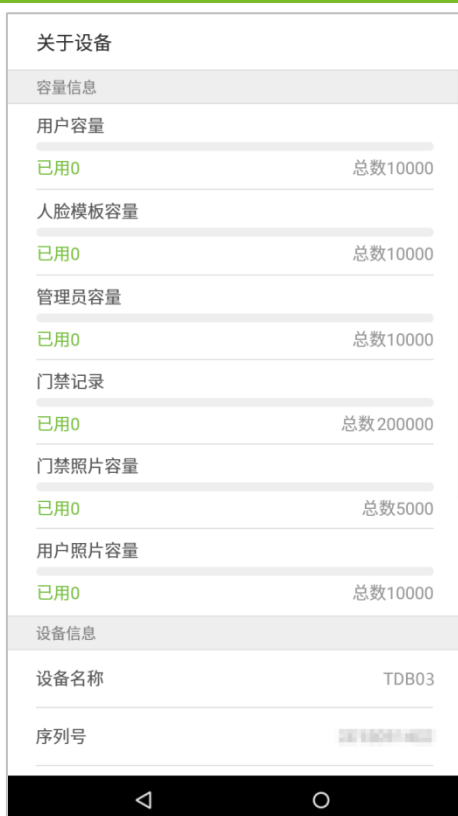 关于设备
容量信息
用户容量
已用0 总数10000
人脸模板容量
已用0 总数10000
管理员容量
已用0 总数10000
门禁记录
已用0 总数200000
门禁照片容量
已用0 总数5000
用户照片容量
已用0 总数10000
设备信息
设备名称 TDB03
序列号